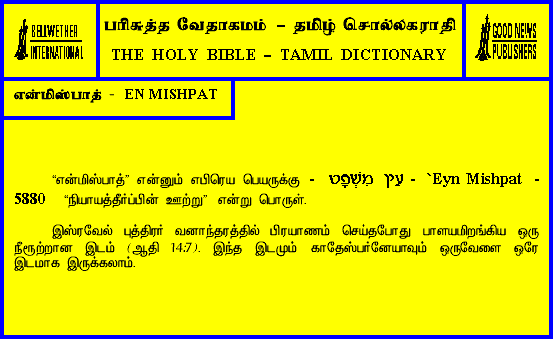 BELLWETHER
INTERNATIONAL
பரிசுத்த வேதாகமம் – தமிழ் சொல்லகராதி
THE HOLY BIBLE – TAMIL DICTIONARY
GOOD NEWS
PUBLISHERS
என்மிஸ்பாத் - EN MISHPAT
“என்மிஸ்பாத்” என்னும் எபிரெய பெயருக்கு - עין מִשְׁפָּט - `Eyn Mishpat -
5880 “நியாயத்தீர்ப்பின் ஊற்று” என்று பொருள்.
இஸ்ரவேல் புத்திரர் வனாந்தரத்தில் பிரயாணம் செய்தபோது பாளயமிறங்கிய ஒரு
நீரூற்றான இடம் (ஆதி 14:7). இந்த இடமும் காதேஸ்பர்னேயாவும் ஒருவேளை ஒரே
இடமாக இருக்கலாம்.